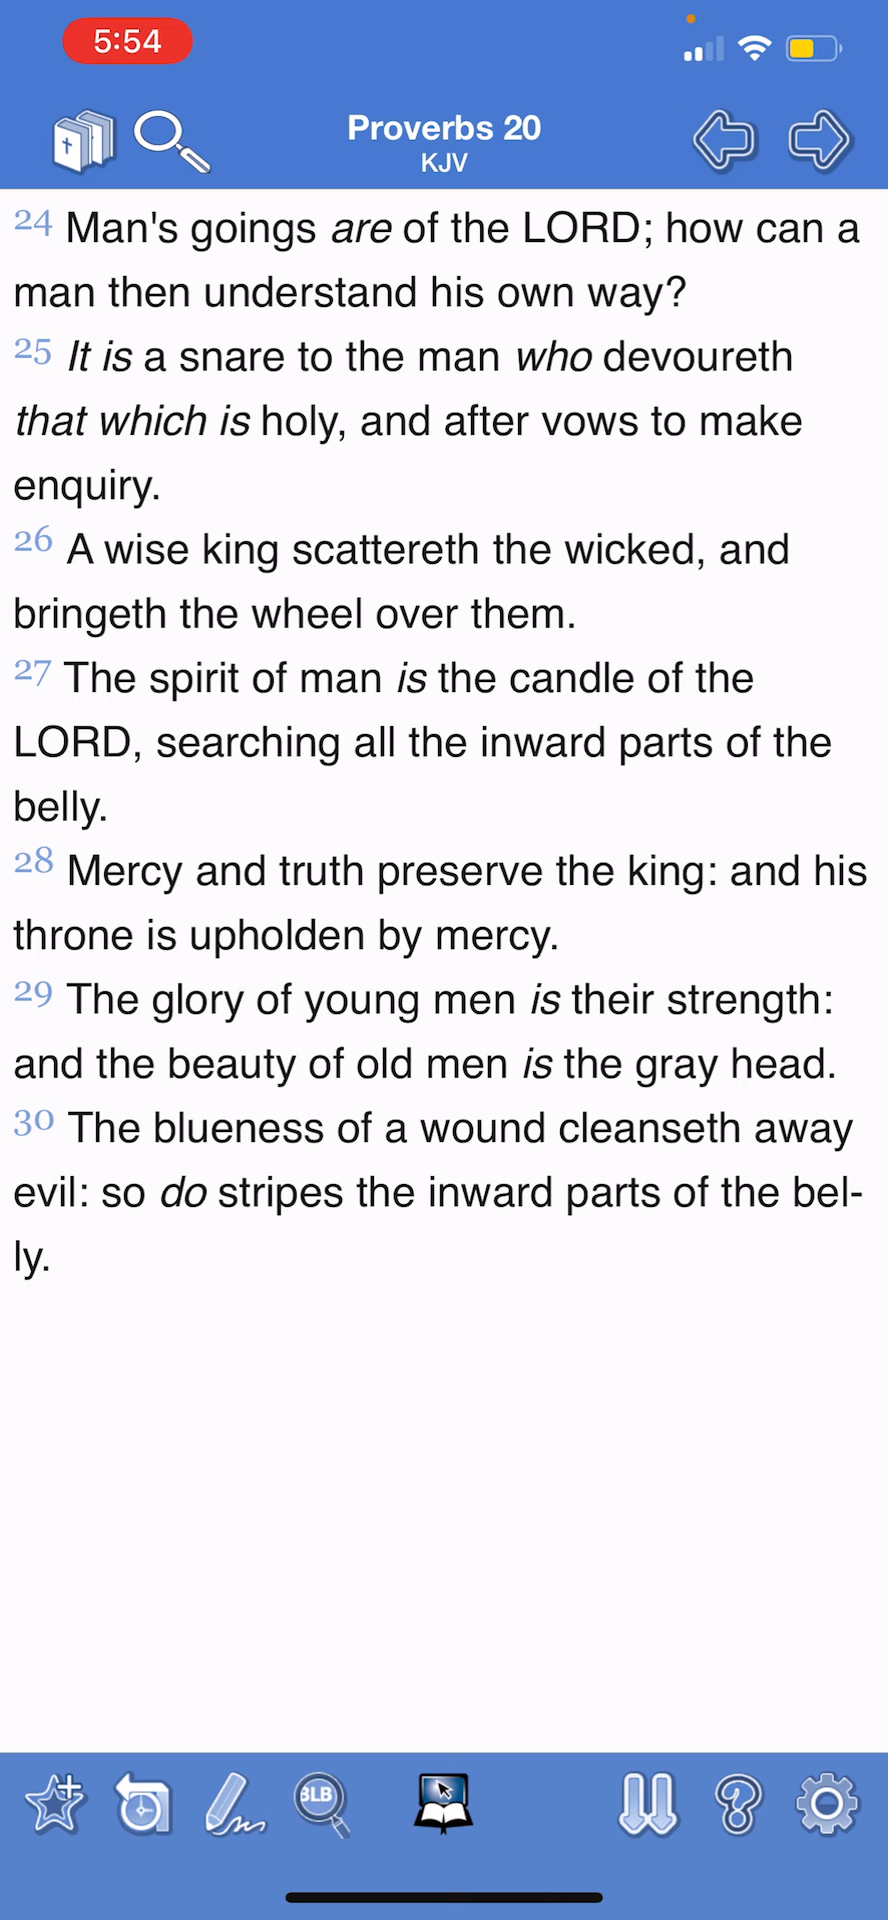 5:54
Proverbs 20
KJV
24 Man's goings are of the LORD; how can a
man then understand his own way?
25 It is a snare to the man who devoureth
that which is holy, and after vows to make
enquiry.
26 A wise king scattereth the wicked, and
bringeth the wheel over them.
27 The spirit of man is the candle of the
LORD, searching all the inward parts of the
belly.
28 Mercy and truth preserve the king: and his
throne is upholden by mercy.
29 The glory of young men is their strength:
and the beauty of old men is the gray head.
30 The blueness of a wound cleanseth away
evil: so do stripes the inward parts of the bel-
ly.
BLB